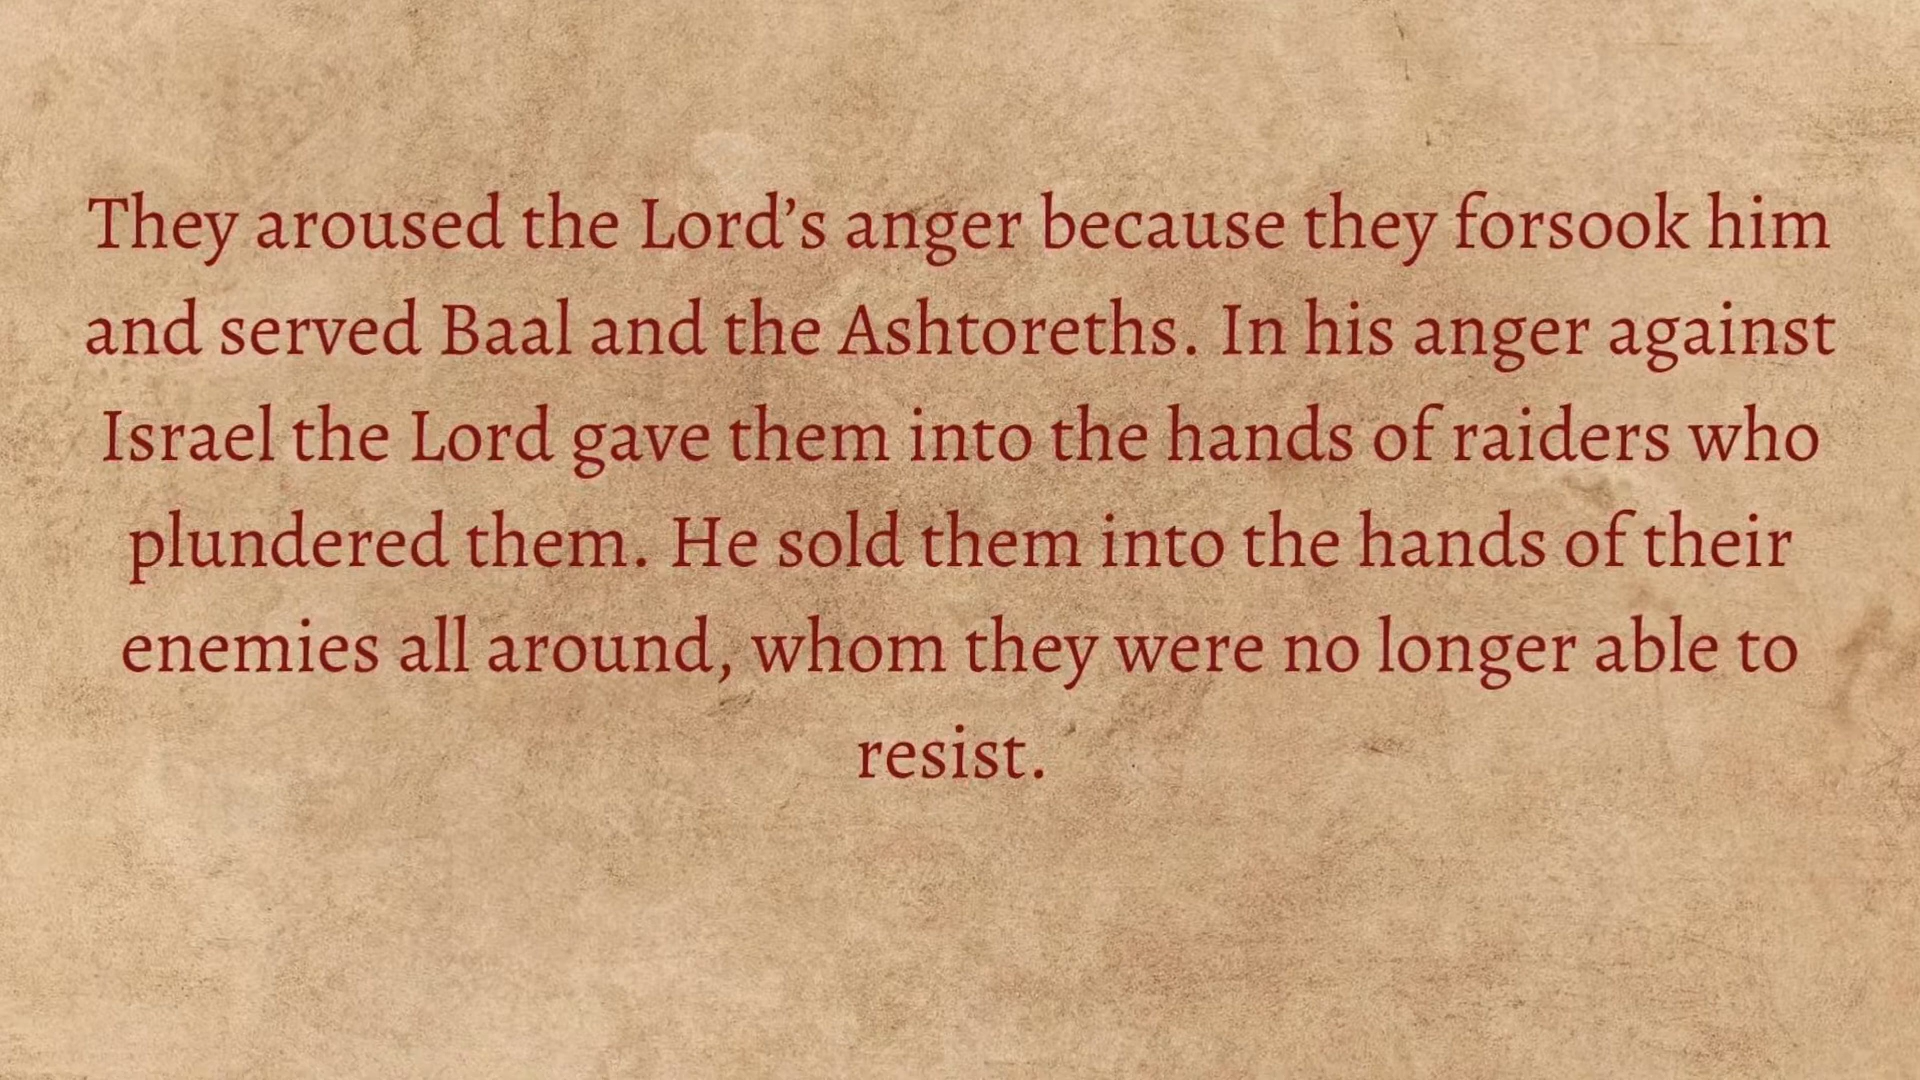 They aroused the Lord’s anger because they forsook him
and served Baal and the Ashtoreths. In his anger against
Israel the Lord gave them into the hands of raiders who
plundered them. He sold them into the hands of their
enemies all around, whom they were no longer able to
resist.